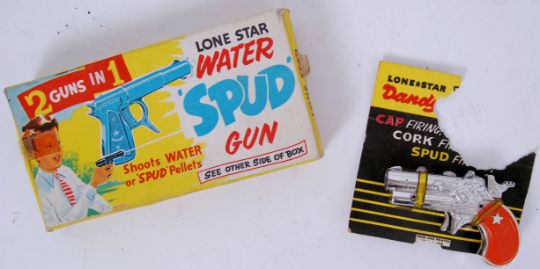 2 GUNS IN 1
LONE STAR
WATER
'SPUD'
GUN
Shoots WATER
or 'SPUD' Pellets
SEE OTHER SIDE OF BOX
LONE★STAR
Dandy
CAP FIRING
CORK FI
SPUD FI